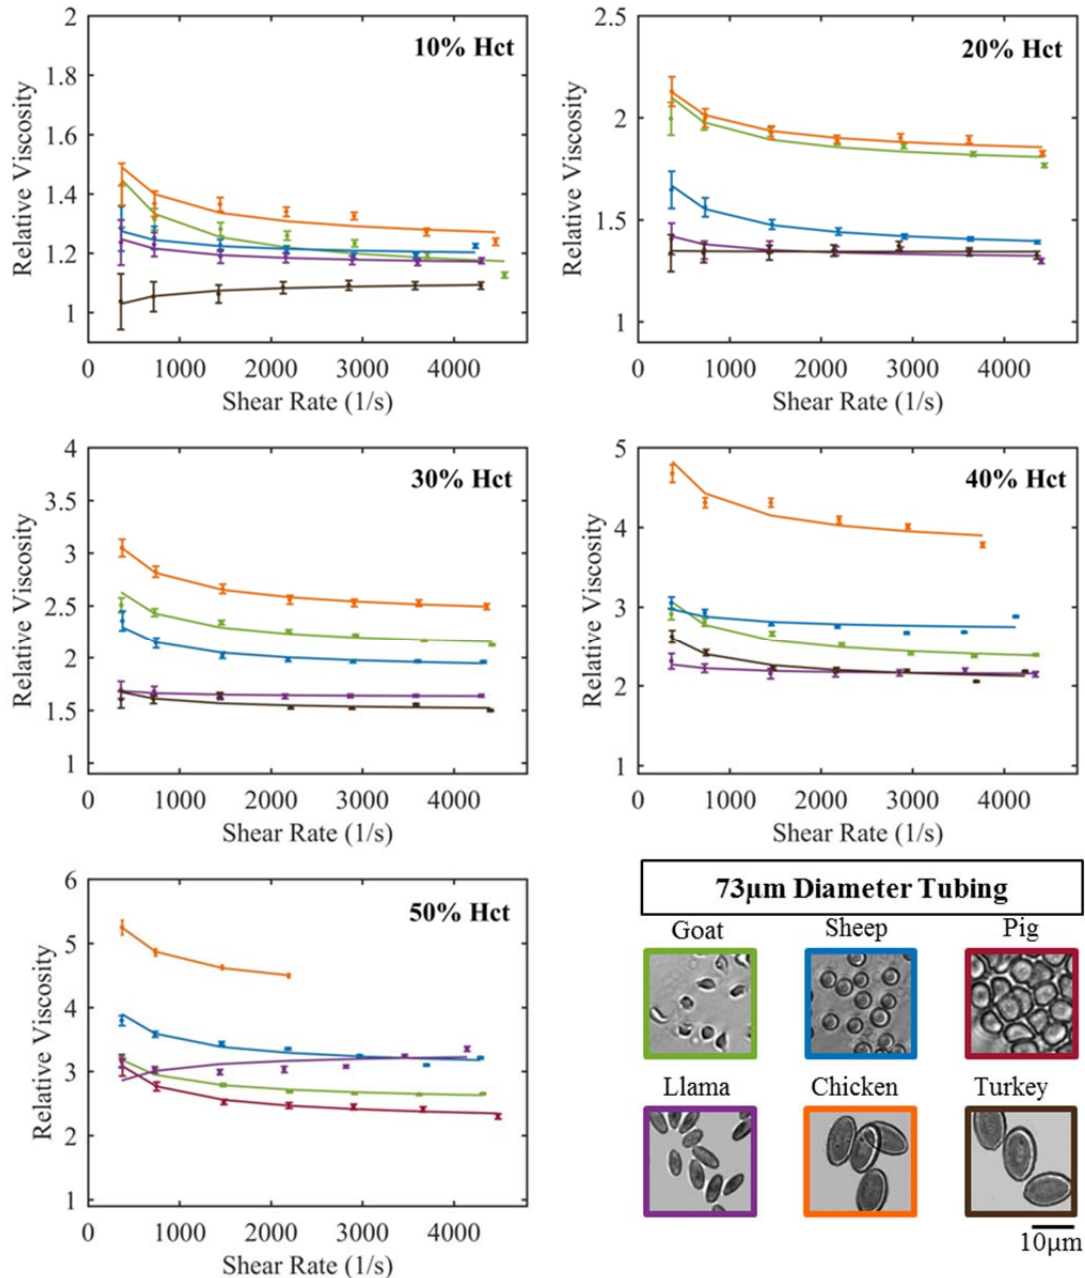 10% Hct
2
1.8
1.6
1.4
1.2
1
Relative Viscosity
0 1000 2000 3000 4000
Shear Rate (1/s)
20% Hct
2.5
2
1.5
1
Relative Viscosity
0 1000 2000 3000 4000
Shear Rate (1/s)
30% Hct
4
3.5
3
2.5
2
1.5
1
Relative Viscosity
0 1000 2000 3000 4000
Shear Rate (1/s)
40% Hct
5
4
3
2
1
Relative Viscosity
0 1000 2000 3000 4000
Shear Rate (1/s)
50% Hct
6
5
4
3
2
1
Relative Viscosity
0 1000 2000 3000 4000
Shear Rate (1/s)
73μm Diameter Tubing
Goat Sheep Pig
Llama Chicken Turkey
10μm